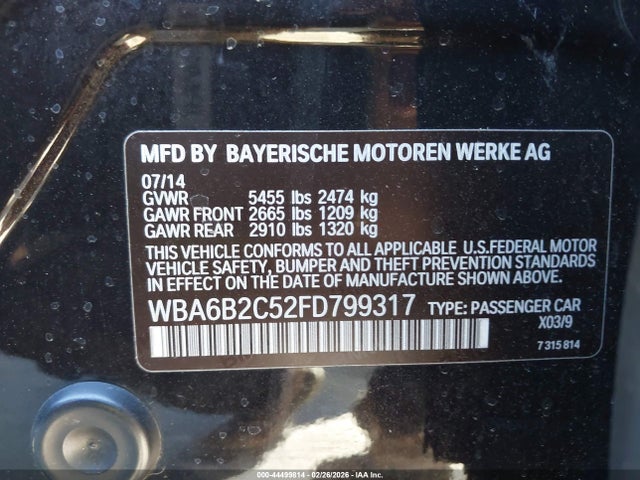 MFD BY BAYERISCHE MOTOREN WERKE AG
07/14
GVWR 5455 lbs 2474 kg
GAWR FRONT 2665 lbs 1209 kg
GAWR REAR 2910 lbs 1320 kg
THIS VEHICLE CONFORMS TO ALL APPLICABLE U.S.FEDERAL MOTOR
VEHICLE SAFETY, BUMPER AND THEFT PREVENTION STANDARDS
IN EFFECT ON THE DATE OF MANUFACTURE SHOWN ABOVE.
WBA6B2C52FD799317 TYPE: PASSENGER CAR
X03/9
7 315 814
000-44499814 - 02/26/2026 - IAA Inc.